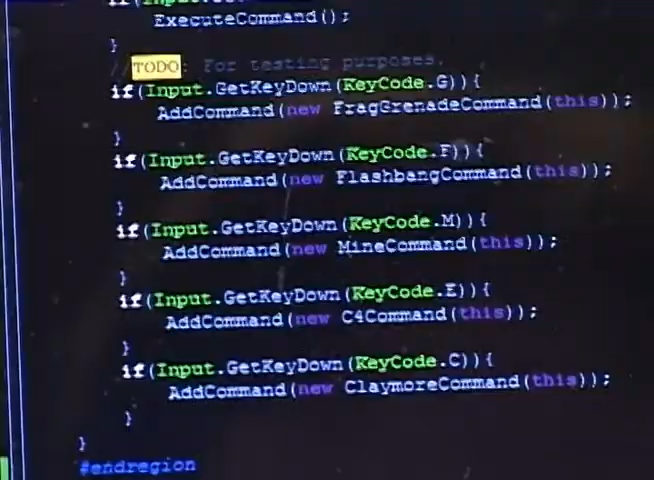 ExecuteCommand();
}
//TODO: For testing purposes.
if(Input.GetKeyDown(KeyCode.G)){
AddCommand(new FragGrenadeCommand(this));
}
if(Input.GetKeyDown(KeyCode.F)){
AddCommand(new FlashbangCommand(this));
}
if(Input.GetKeyDown(KeyCode.M)){
AddCommand(new MineCommand(this));
}
if(Input.GetKeyDown(KeyCode.E)){
AddCommand(new C4Command(this));
}
if(Input.GetKeyDown(KeyCode.C)){
AddCommand(new ClaymoreCommand(this));
}
}
#endregion